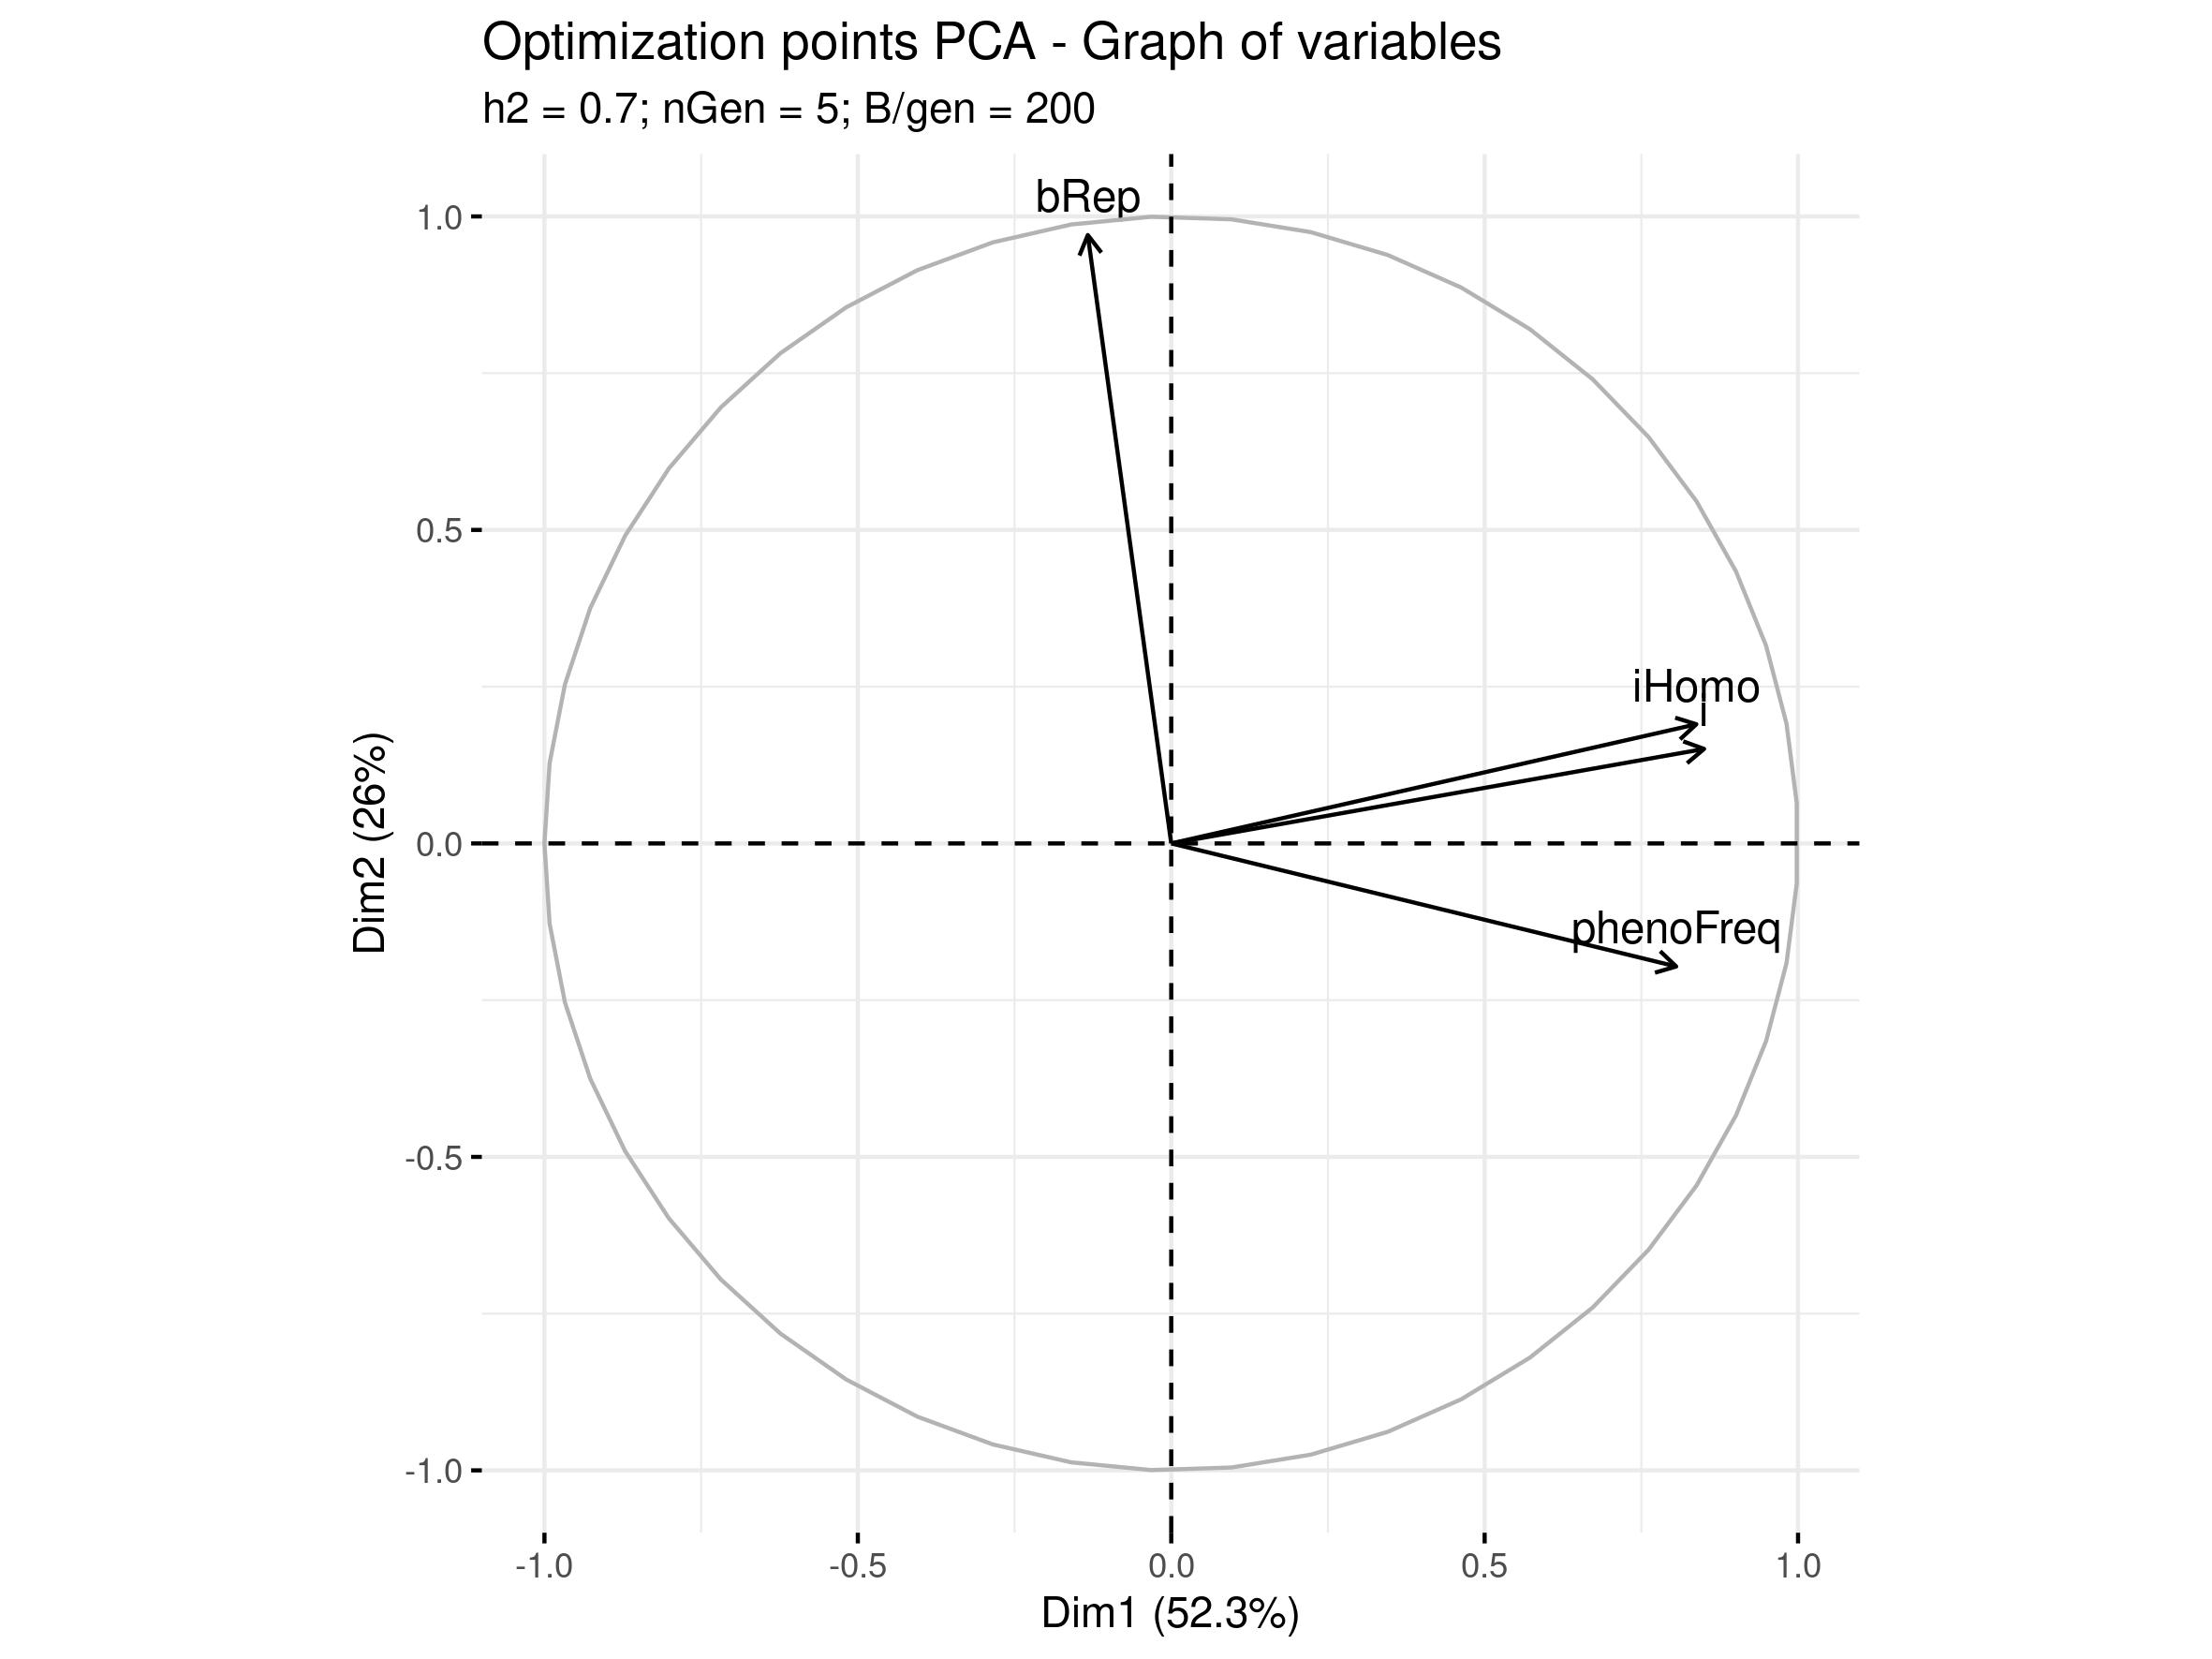 Optimization points PCA - Graph of variables
h2 = 0.7; nGen = 5; B/gen = 200
bRep
1.0
0.5
iHomo
i
Dim2 (26%)
0.0
phenoFreq
-0.5
-1.0
-1.0 -0.5 0.0 0.5 1.0
Dim1 (52.3%)